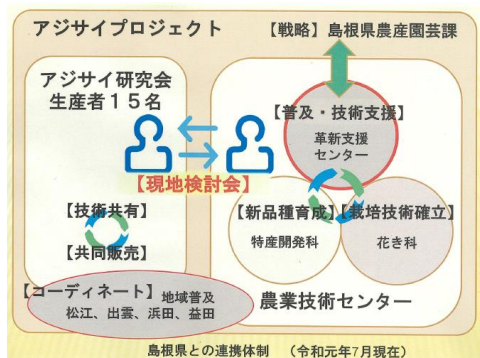 アジサイプロジェクト
【戦略】島根県農産園芸課
アジサイ研究会
生産者１５名
【普及・技術支援】
革新支援
センター
【現地検討会】
【技術共有】
【共同販売】
【新品種育成】
特産開発科
【栽培技術確立】
花き科
【コーディネート】地域普及
松江、出雲、浜田、益田
農業技術センター
島根県との連携体制　（令和元年7月現在）